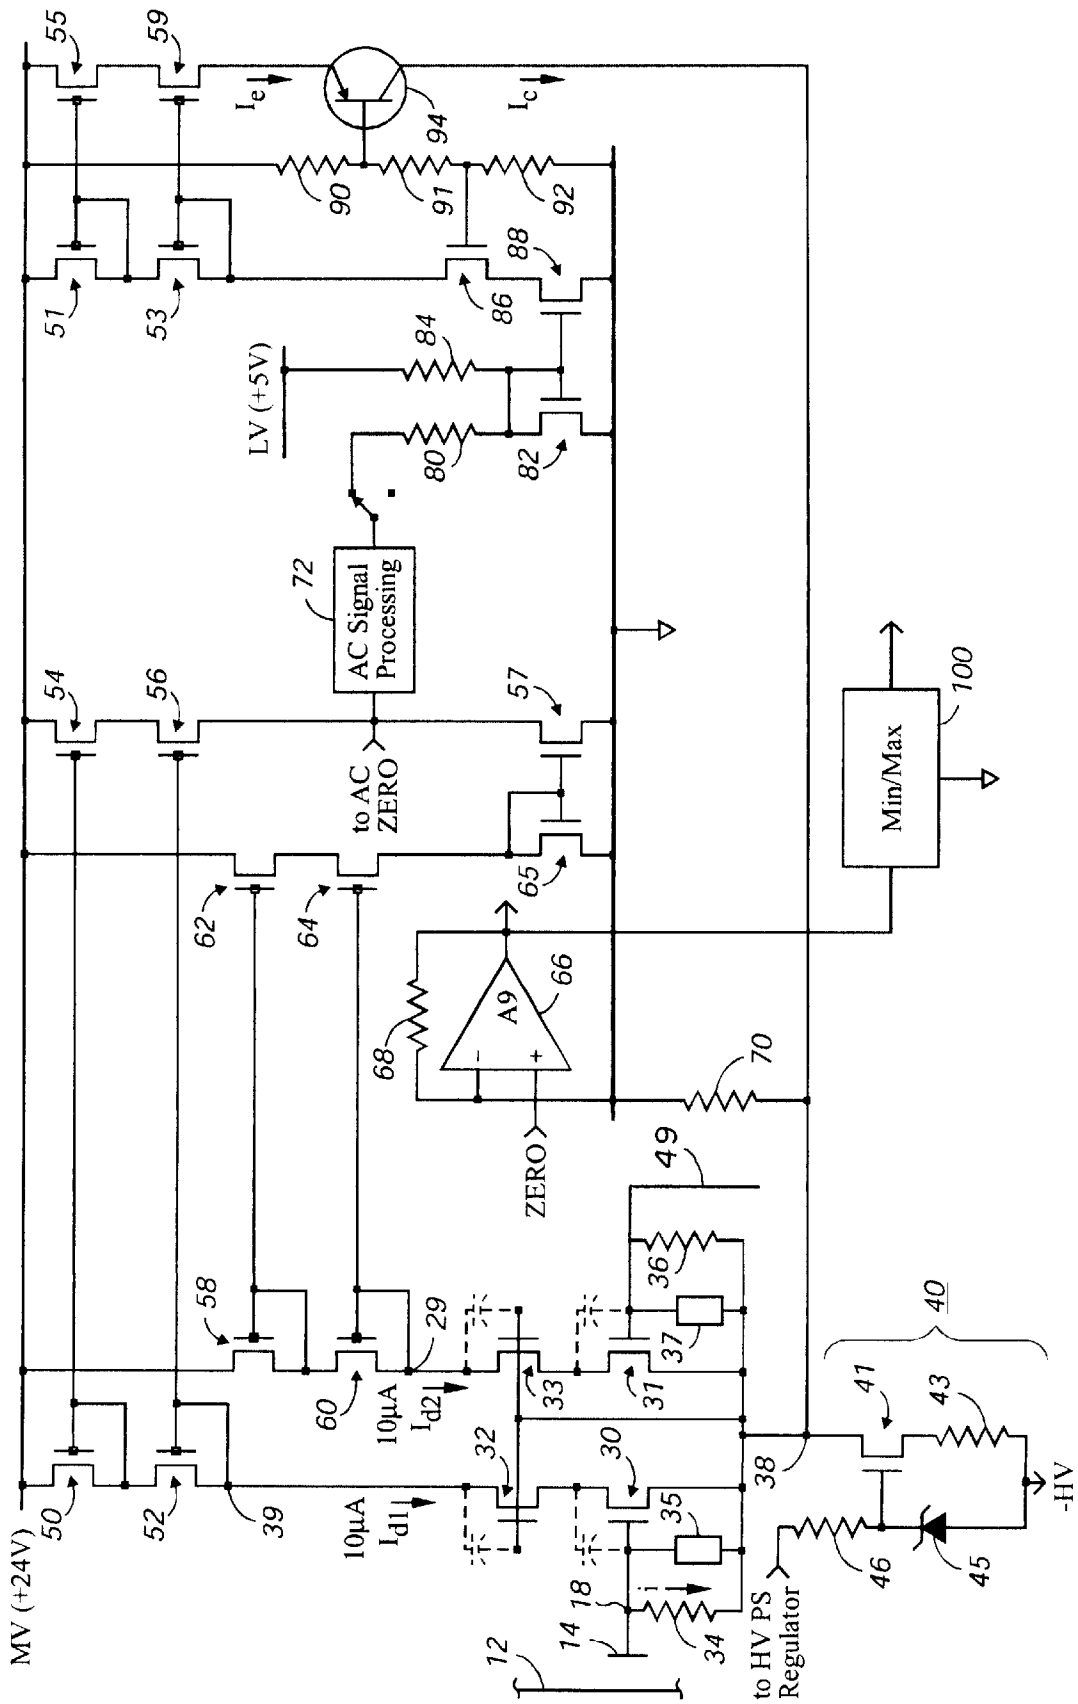 MV (+24V)
50
52
39
10μA
Id1
32
30
35
18
i
14
34
12
58
60
29
10μA
Id2
33
31
37
36
49
38
40
41
43
46
45
to HV PS
Regulator
-HV
54
56
62
64
65
57
to AC
ZERO
68
A9
-
+
66
ZERO
70
72
AC Signal
Processing
Min/Max
100
LV (+5V)
80
84
82
88
86
51
53
55
59
Ie
94
Ic
90
91
92